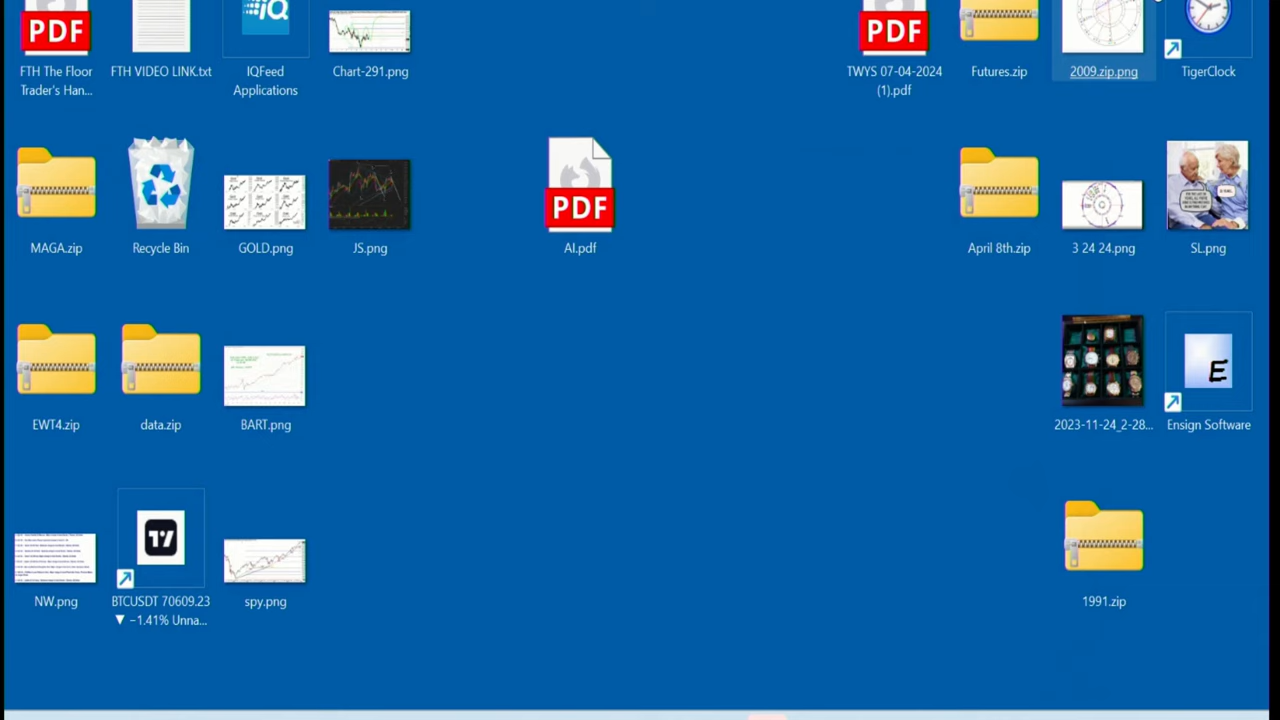 PDF
FTH The Floor
Trader's Han...
FTH VIDEO LINK.txt
iQ
IQFeed
Applications
Chart-291.png
PDF
TWYS 07-04-2024
(1).pdf
Futures.zip
2009.zip.png
TigerClock
MAGA.zip
Recycle Bin
GOLD.png
JS.png
PDF
AI.pdf
April 8th.zip
3 24 24.png
SL.png
EWT4.zip
data.zip
BART.png
2023-11-24_2-28...
E
Ensign Software
NW.png
BTCUSDT 70609.23
▼ −1.41% Unna...
spy.png
1991.zip